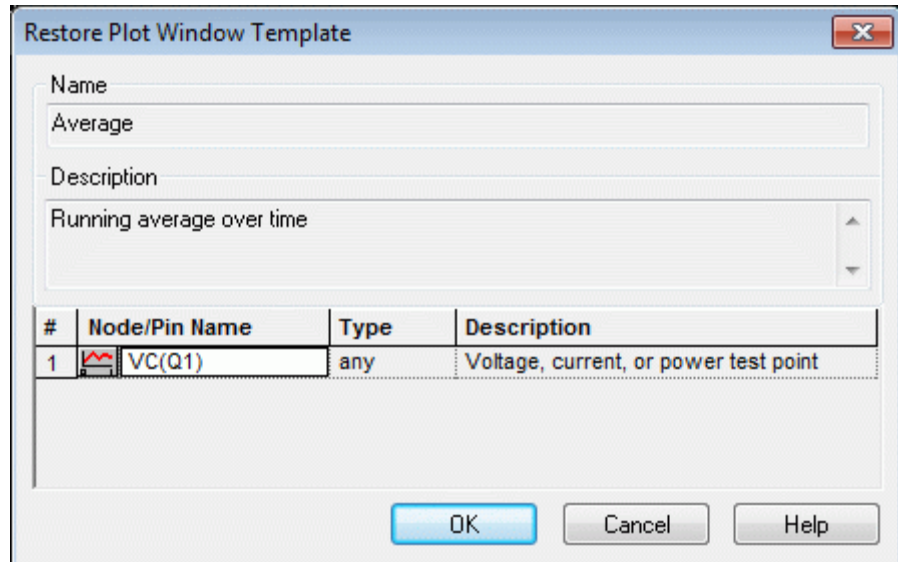 Restore Plot Window Template
Name
Average
Description
Running average over time
# Node/Pin Name Type Description
1 VC(Q1) any Voltage, current, or power test point
OK Cancel Help